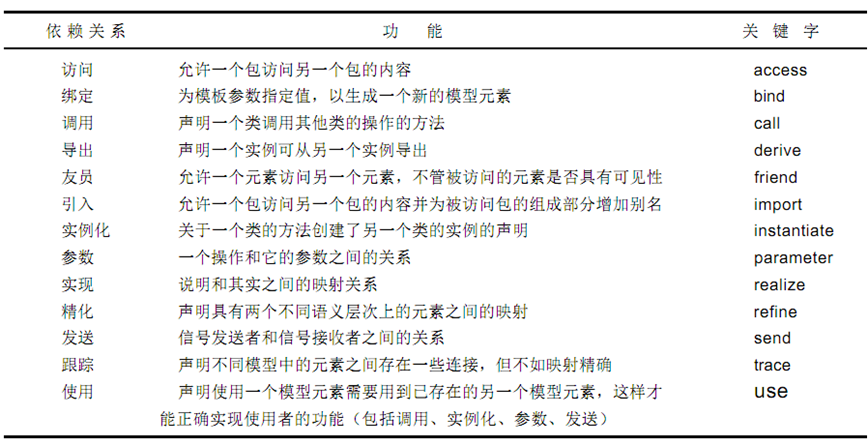 依赖关系 功 能 关 键 字
访问 允许一个包访问另一个包的内容 access
绑定 为模板参数指定值，以生成一个新的模型元素 bind
调用 声明一个类调用其他类的操作的方法 call
导出 声明一个实例可从另一个实例导出 derive
友员 允许一个元素访问另一个元素，不管被访问的元素是否具有可见性 friend
引入 允许一个包访问另一个包的内容并为被访问包的组成部分增加别名 import
实例化 关于一个类的方法创建了另一个类的实例的声明 instantiate
参数 一个操作和它的参数之间的关系 parameter
实现 说明和其实之间的映射关系 realize
精化 声明具有两个不同语义层次上的元素之间的映射 refine
发送 信号发送者和信号接收者之间的关系 send
跟踪 声明不同模型中的元素之间存在一些连接，但不如映射精确 trace
使用 声明使用一个模型元素需要用到已存在的另一个模型元素，这样才 use
能正确实现使用者的功能（包括调用、实例化、参数、发送）